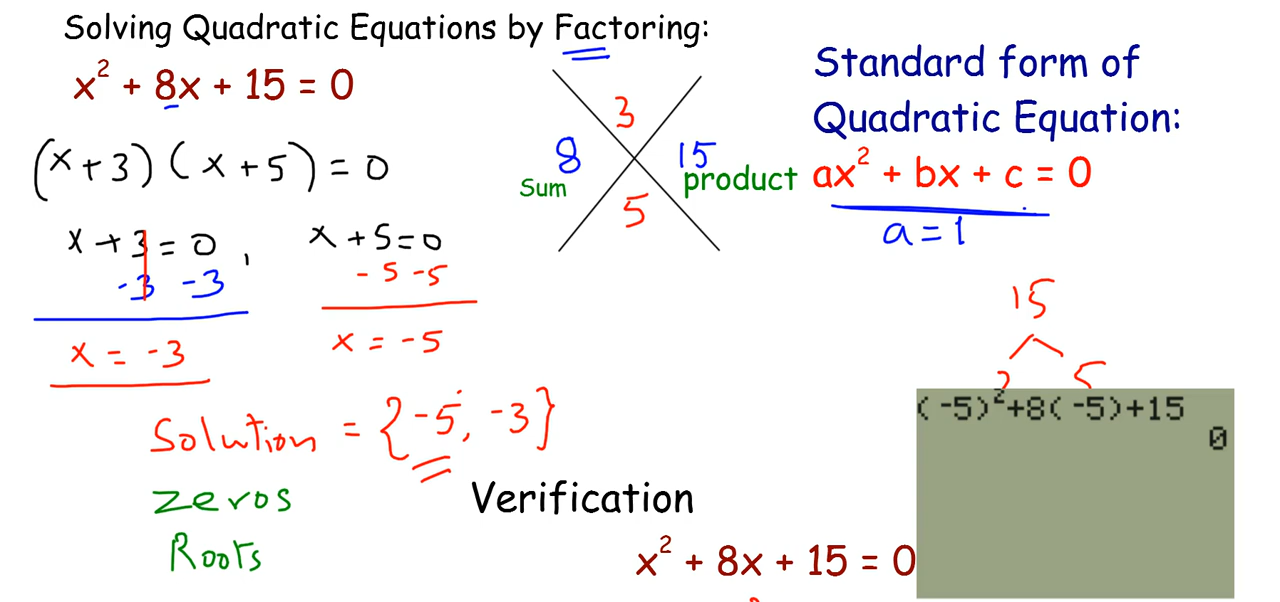 Solving Quadratic Equations by Factoring:
x² + 8x + 15 = 0
(x+3)(x+5) = 0
x+3=0, x+5=0
-3 -3 -5 -5
x = -3 x = -5
Solution = {-5, -3}
Zeros
Roots
3
8 15
Sum product
5
Standard form of
Quadratic Equation:
ax² + bx + c = 0
a = 1
15
5
(-5)²+8(-5)+15
0
Verification
x² + 8x + 15 = 0